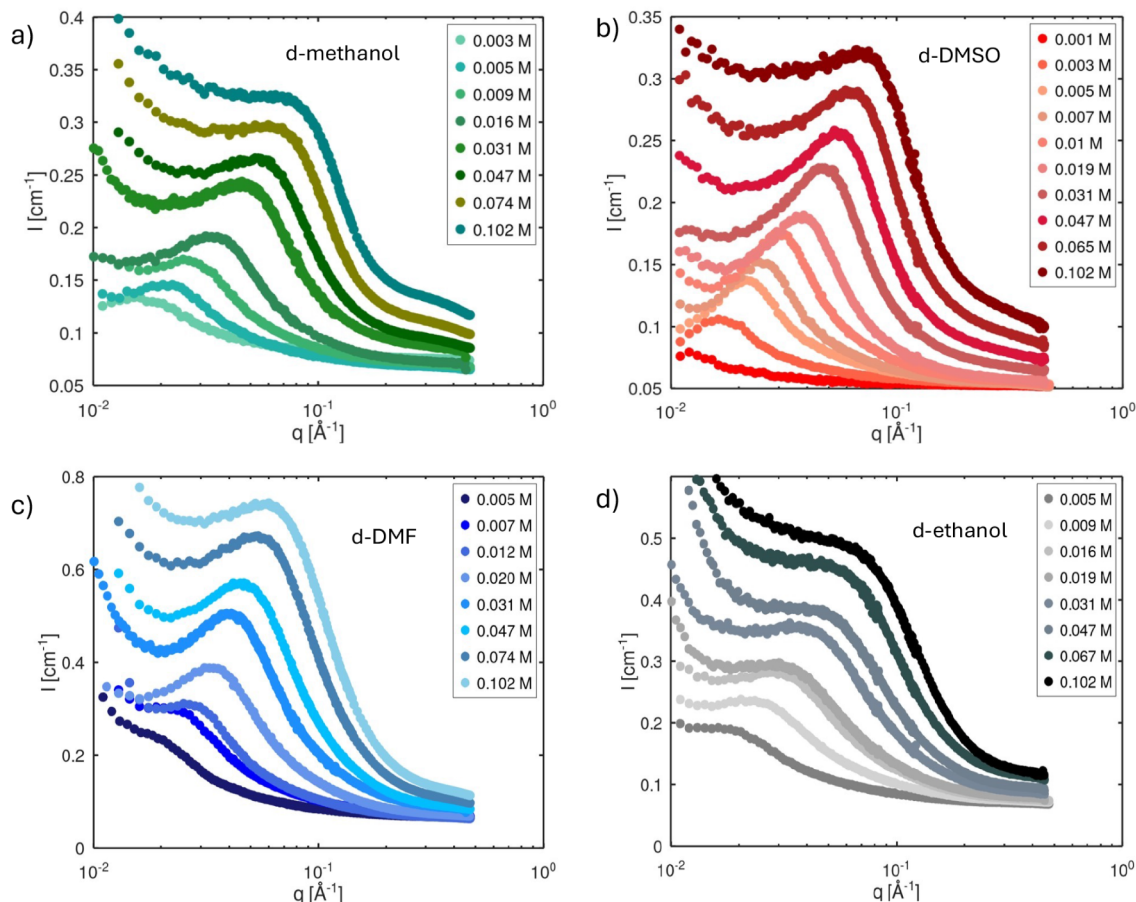 a)
d-methanol
0.4
0.35
0.3
0.25
0.2
0.15
0.1
0.05
I [cm⁻¹]
10⁻²
10⁻¹
10⁰
q [Å⁻¹]
0.003 M
0.005 M
0.009 M
0.016 M
0.031 M
0.047 M
0.074 M
0.102 M
b)
d-DMSO
0.35
0.3
0.25
0.2
0.15
0.1
0.05
I [cm⁻¹]
10⁻²
10⁻¹
10⁰
q [Å⁻¹]
0.001 M
0.003 M
0.005 M
0.007 M
0.01 M
0.019 M
0.031 M
0.047 M
0.065 M
0.102 M
c)
d-DMF
0.8
0.6
0.4
0.2
0
I [cm⁻¹]
10⁻²
10⁻¹
10⁰
q [Å⁻¹]
0.005 M
0.007 M
0.012 M
0.020 M
0.031 M
0.047 M
0.074 M
0.102 M
d)
d-ethanol
0.5
0.4
0.3
0.2
0.1
0
I [cm⁻¹]
10⁻²
10⁻¹
10⁰
q [Å⁻¹]
0.005 M
0.009 M
0.016 M
0.019 M
0.031 M
0.047 M
0.067 M
0.102 M